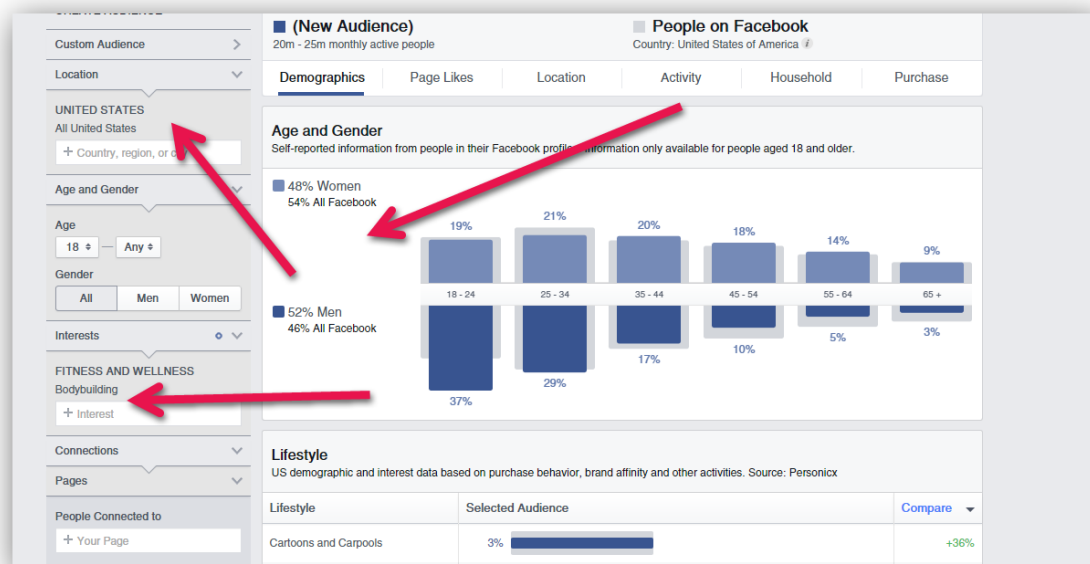 Custom Audience
Location
UNITED STATES
All United States
+ Country, region, or
Age and Gender
Age
18 — Any
Gender
All Men Women
Interests
FITNESS AND WELLNESS
Bodybuilding
+ Interest
Connections
Pages
People Connected to
+ Your Page
(New Audience)
20m - 25m monthly active people
People on Facebook
Country: United States of America i
Demographics Page Likes Location Activity Household Purchase
Age and Gender
Self-reported information from people in their Facebook information only available for people aged 18 and older.
48% Women
54% All Facebook
19% 21% 20% 18% 14% 9%
18 - 24 25 - 34 35 - 44 45 - 54 55 - 64 65 +
52% Men
46% All Facebook
37% 29% 17% 10% 5% 3%
Lifestyle
US demographic and interest data based on purchase behavior, brand affinity and other activities. Source: Personicx
Lifestyle Selected Audience Compare
Cartoons and Carpools 3% +36%